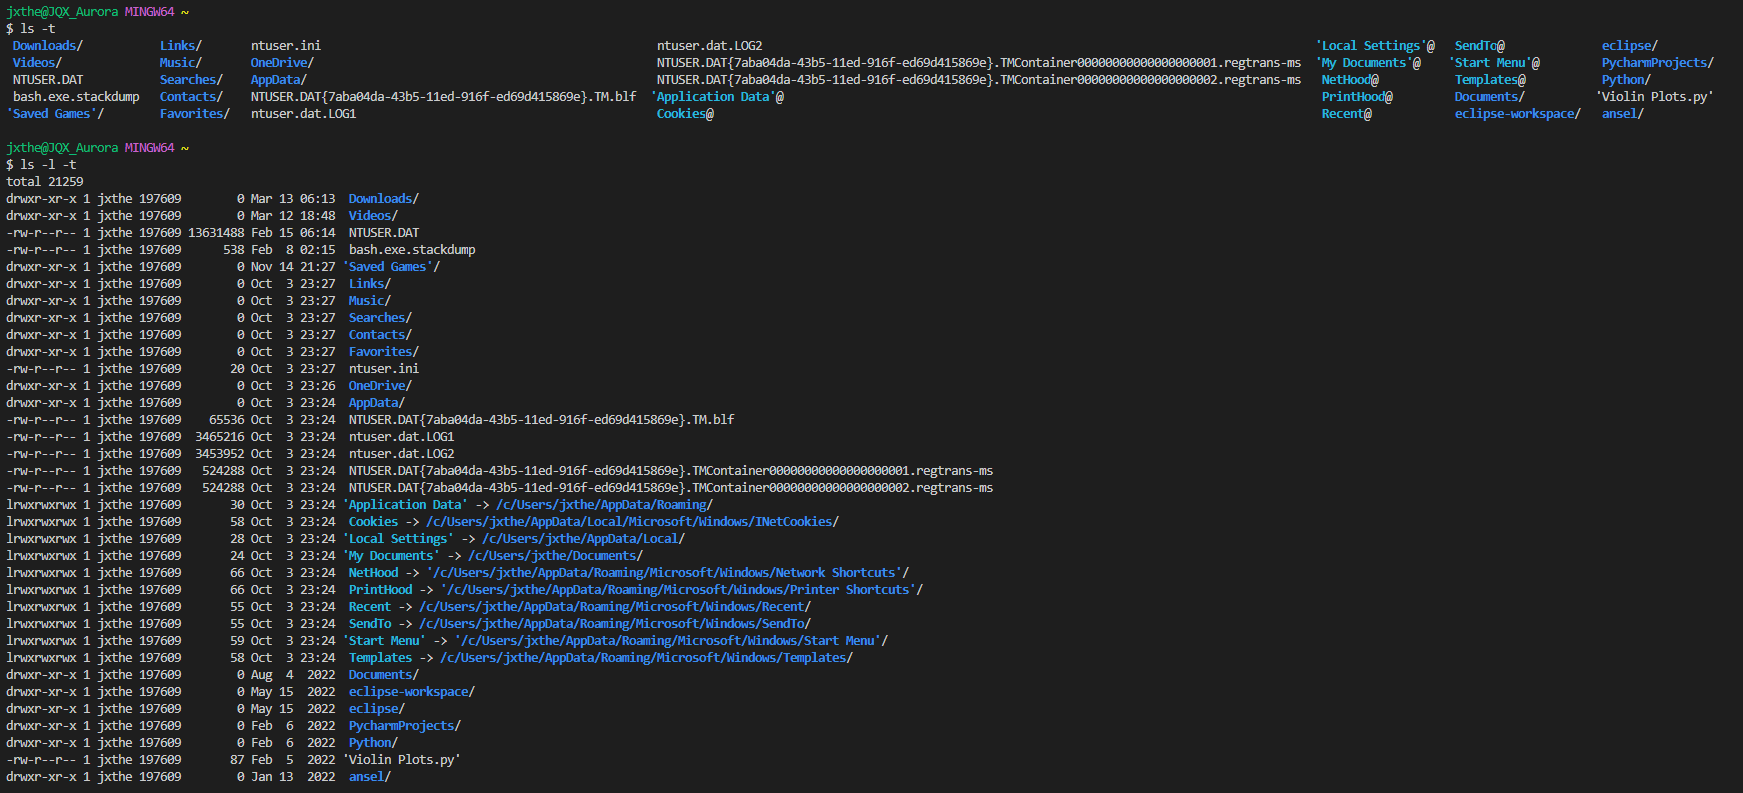 jxthe@JQX_Aurora MINGW64 ~
$ ls -t
Downloads/ Links/ ntuser.ini ntuser.dat.LOG2 'Local Settings'@ SendTo@ eclipse/
Videos/ Music/ OneDrive/ NTUSER.DAT{7aba04da-43b5-11ed-916f-ed69d415869e}.TMContainer00000000000000000001.regtrans-ms 'My Documents'@ 'Start Menu'@ PycharmProjects/
NTUSER.DAT Searches/ AppData/ NTUSER.DAT{7aba04da-43b5-11ed-916f-ed69d415869e}.TMContainer00000000000000000002.regtrans-ms NetHood@ Templates@ Python/
bash.exe.stackdump Contacts/ NTUSER.DAT{7aba04da-43b5-11ed-916f-ed69d415869e}.TM.blf 'Application Data'@ PrintHood@ Documents/ 'Violin Plots.py'
'Saved Games'/ Favorites/ ntuser.dat.LOG1 Cookies@ Recent@ eclipse-workspace/ ansel/
jxthe@JQX_Aurora MINGW64 ~
$ ls -l -t
total 21259
drwxr-xr-x 1 jxthe 197609 0 Mar 13 06:13 Downloads/
drwxr-xr-x 1 jxthe 197609 0 Mar 12 18:48 Videos/
-rw-r--r-- 1 jxthe 197609 13631488 Feb 15 06:14 NTUSER.DAT
-rw-r--r-- 1 jxthe 197609 538 Feb 8 02:15 bash.exe.stackdump
drwxr-xr-x 1 jxthe 197609 0 Nov 14 21:27 'Saved Games'/
drwxr-xr-x 1 jxthe 197609 0 Oct 3 23:27 Links/
drwxr-xr-x 1 jxthe 197609 0 Oct 3 23:27 Music/
drwxr-xr-x 1 jxthe 197609 0 Oct 3 23:27 Searches/
drwxr-xr-x 1 jxthe 197609 0 Oct 3 23:27 Contacts/
drwxr-xr-x 1 jxthe 197609 0 Oct 3 23:27 Favorites/
-rw-r--r-- 1 jxthe 197609 20 Oct 3 23:27 ntuser.ini
drwxr-xr-x 1 jxthe 197609 0 Oct 3 23:26 OneDrive/
drwxr-xr-x 1 jxthe 197609 0 Oct 3 23:24 AppData/
-rw-r--r-- 1 jxthe 197609 65536 Oct 3 23:24 NTUSER.DAT{7aba04da-43b5-11ed-916f-ed69d415869e}.TM.blf
-rw-r--r-- 1 jxthe 197609 3465216 Oct 3 23:24 ntuser.dat.LOG1
-rw-r--r-- 1 jxthe 197609 3453952 Oct 3 23:24 ntuser.dat.LOG2
-rw-r--r-- 1 jxthe 197609 524288 Oct 3 23:24 NTUSER.DAT{7aba04da-43b5-11ed-916f-ed69d415869e}.TMContainer00000000000000000001.regtrans-ms
-rw-r--r-- 1 jxthe 197609 524288 Oct 3 23:24 NTUSER.DAT{7aba04da-43b5-11ed-916f-ed69d415869e}.TMContainer00000000000000000002.regtrans-ms
lrwxrwxrwx 1 jxthe 197609 30 Oct 3 23:24 'Application Data' -> /c/Users/jxthe/AppData/Roaming/
lrwxrwxrwx 1 jxthe 197609 58 Oct 3 23:24 Cookies -> /c/Users/jxthe/AppData/Local/Microsoft/Windows/INetCookies/
lrwxrwxrwx 1 jxthe 197609 28 Oct 3 23:24 'Local Settings' -> /c/Users/jxthe/AppData/Local/
lrwxrwxrwx 1 jxthe 197609 24 Oct 3 23:24 'My Documents' -> /c/Users/jxthe/Documents/
lrwxrwxrwx 1 jxthe 197609 66 Oct 3 23:24 NetHood -> '/c/Users/jxthe/AppData/Roaming/Microsoft/Windows/Network Shortcuts'/
lrwxrwxrwx 1 jxthe 197609 66 Oct 3 23:24 PrintHood -> '/c/Users/jxthe/AppData/Roaming/Microsoft/Windows/Printer Shortcuts'/
lrwxrwxrwx 1 jxthe 197609 55 Oct 3 23:24 Recent -> /c/Users/jxthe/AppData/Roaming/Microsoft/Windows/Recent/
lrwxrwxrwx 1 jxthe 197609 55 Oct 3 23:24 SendTo -> /c/Users/jxthe/AppData/Roaming/Microsoft/Windows/SendTo/
lrwxrwxrwx 1 jxthe 197609 59 Oct 3 23:24 'Start Menu' -> '/c/Users/jxthe/AppData/Roaming/Microsoft/Windows/Start Menu'/
lrwxrwxrwx 1 jxthe 197609 58 Oct 3 23:24 Templates -> /c/Users/jxthe/AppData/Roaming/Microsoft/Windows/Templates/
drwxr-xr-x 1 jxthe 197609 0 Aug 4 2022 Documents/
drwxr-xr-x 1 jxthe 197609 0 May 15 2022 eclipse-workspace/
drwxr-xr-x 1 jxthe 197609 0 May 15 2022 eclipse/
drwxr-xr-x 1 jxthe 197609 0 Feb 6 2022 PycharmProjects/
drwxr-xr-x 1 jxthe 197609 0 Feb 6 2022 Python/
-rw-r--r-- 1 jxthe 197609 87 Feb 5 2022 'Violin Plots.py'
drwxr-xr-x 1 jxthe 197609 0 Jan 13 2022 ansel/